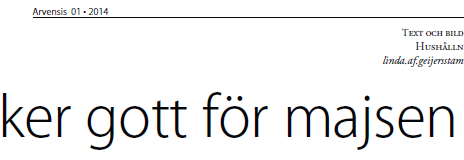 Arvensis 01 • 2014
Text och bild
Hushålln
linda.af.geijersstam
ker gott för majsen